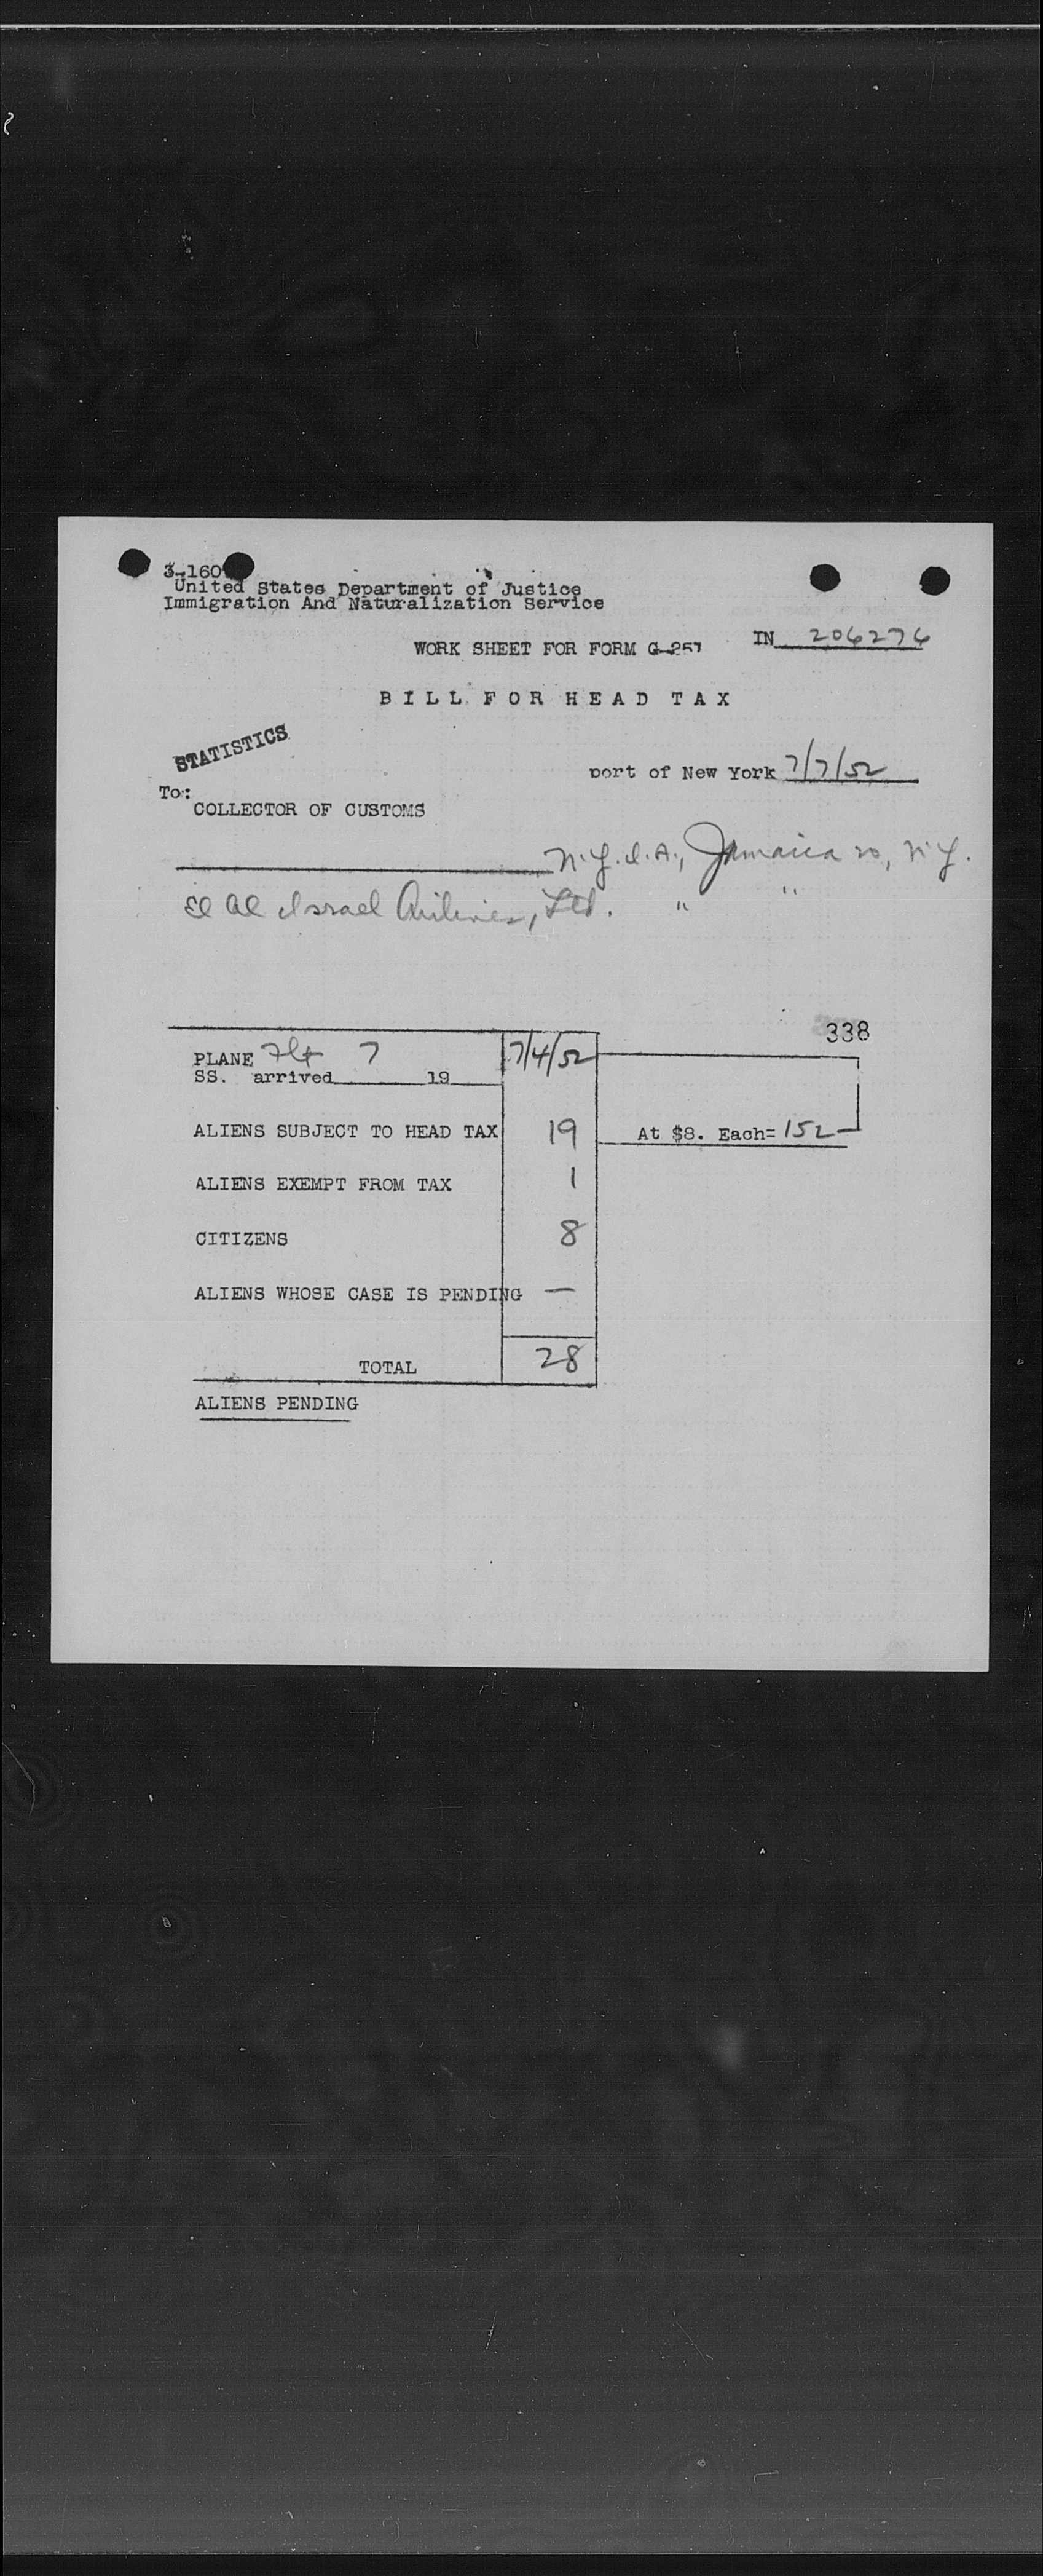 3-160
United States Department of Justice
Immigration And Naturalization Service
WORK SHEET FOR FORM G-257 IN 206276
BILL FOR HEAD TAX
STATISTICS
port of New York 7/7/52
To:
COLLECTOR OF CUSTOMS
N.Y.I.A., Jamaica 20, N.Y.
El Al Israel Airlines, Ltd. " "
338
PLANE Flt 7 7/4/52
SS. arrived 19
ALIENS SUBJECT TO HEAD TAX 19 At $8. Each= 152—
ALIENS EXEMPT FROM TAX 1
CITIZENS 8
ALIENS WHOSE CASE IS PENDING —
TOTAL 28
ALIENS PENDING